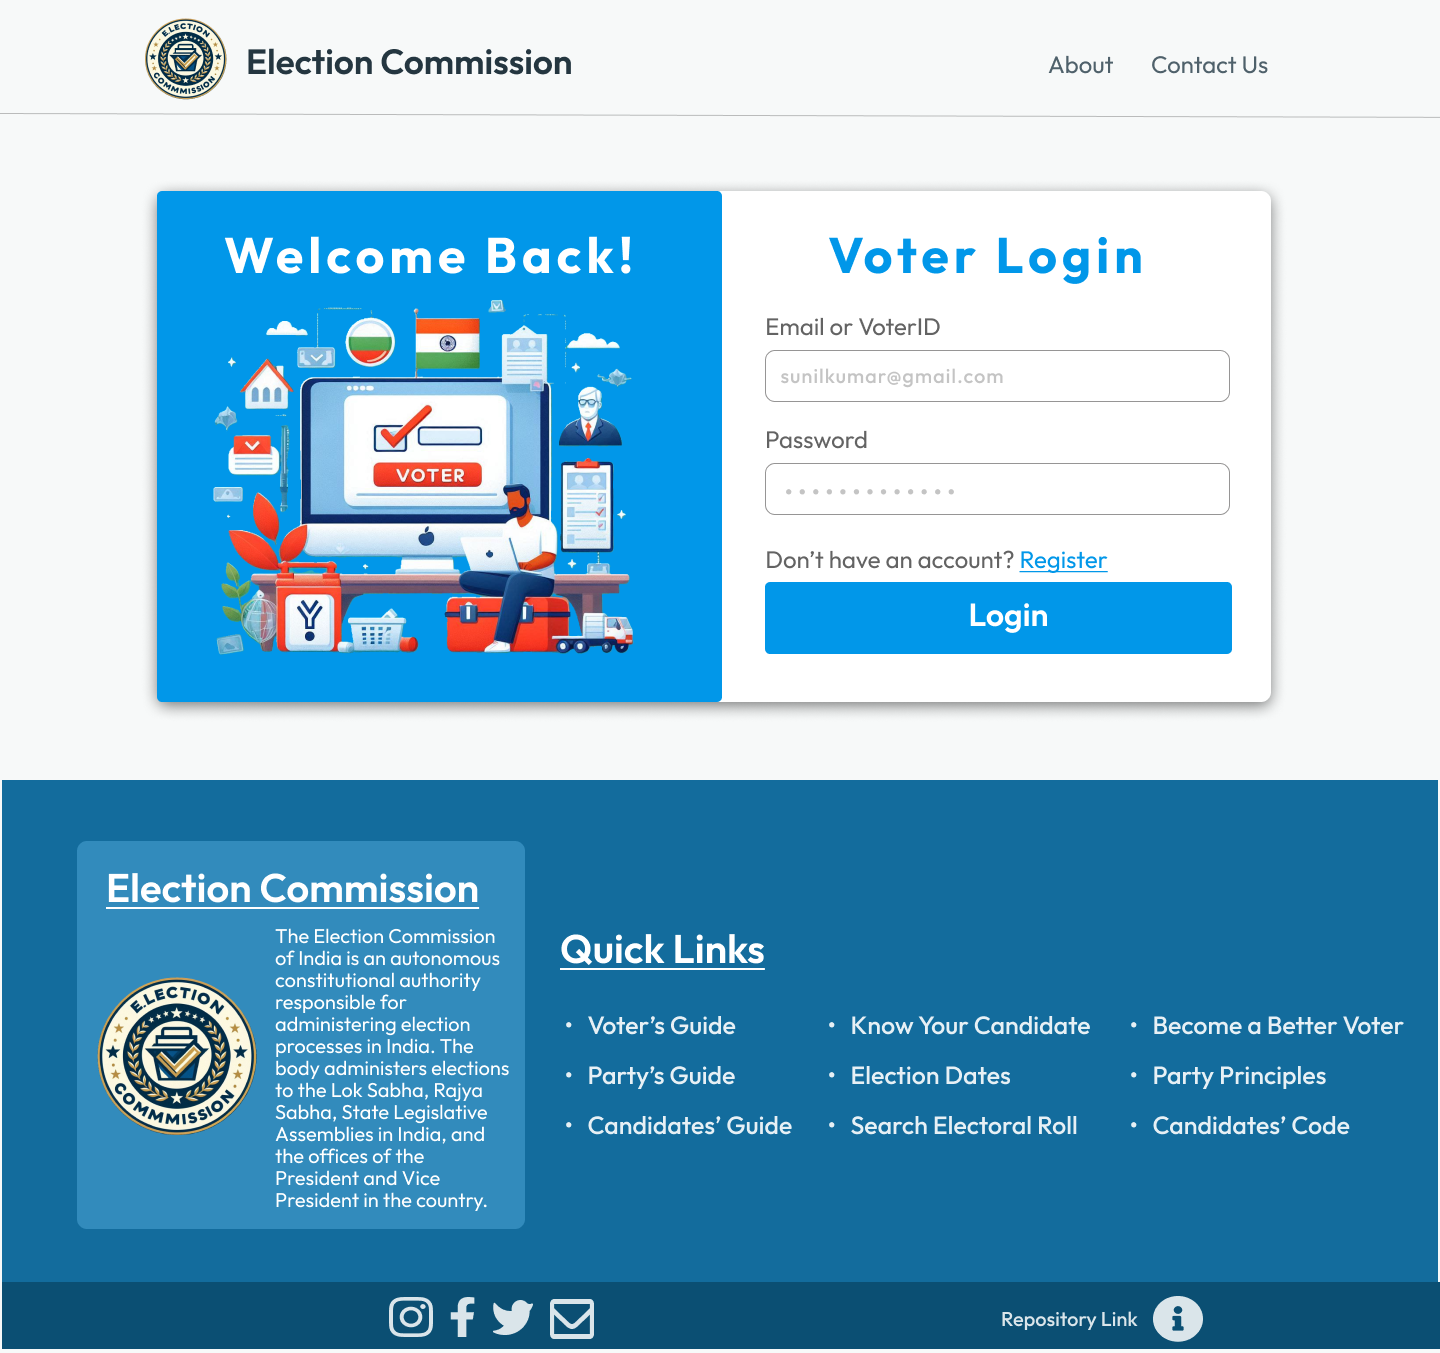 E.LECTION
COMMMISSION
Election Commission
About
Contact Us
Welcome Back!
VOTER
Voter Login
Email or VoterID
sunilkumar@gmail.com
Password
Don’t have an account? Register
Login
Election Commission
E.LECTION
COMMMISSION
The Election Commission
of India is an autonomous
constitutional authority
responsible for
administering election
processes in India. The
body administers elections
to the Lok Sabha, Rajya
Sabha, State Legislative
Assemblies in India, and
the offices of the
President and Vice
President in the country.
Quick Links
• Voter’s Guide
• Party’s Guide
• Candidates’ Guide
• Know Your Candidate
• Election Dates
• Search Electoral Roll
• Become a Better Voter
• Party Principles
• Candidates’ Code
Repository Link